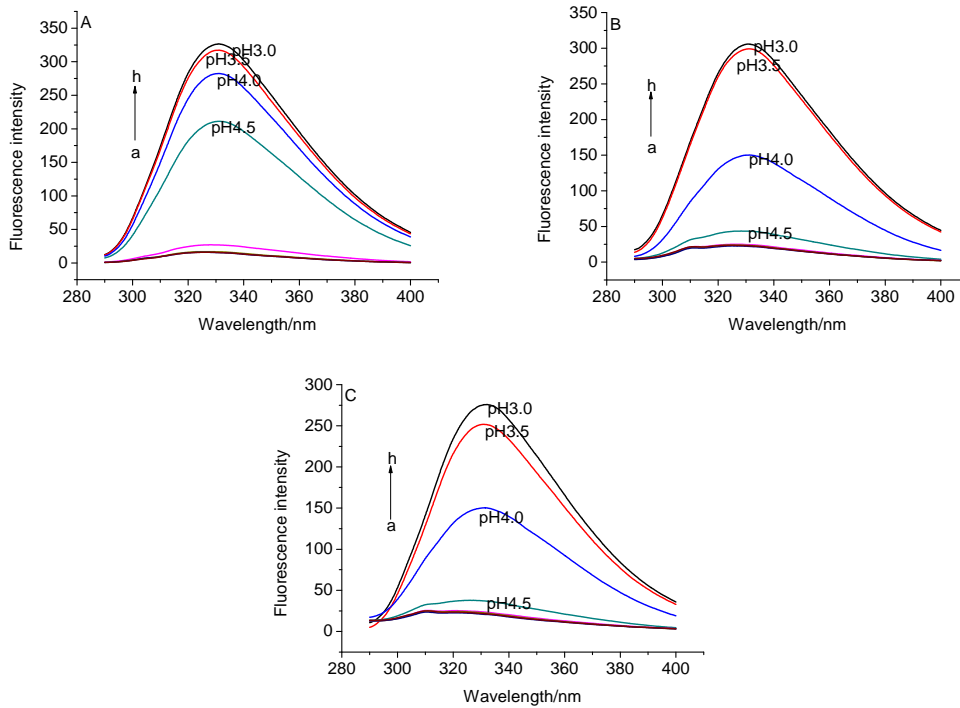 A
350
300
250
200
150
100
50
0
Fluorescence intensity
h
a
pH3.0
pH3.5
pH4.0
pH4.5
280 300 320 340 360 380 400
Wavelength/nm
B
350
300
250
200
150
100
50
0
Fluorescence intensity
h
a
pH3.0
pH3.5
pH4.0
pH4.5
280 300 320 340 360 380 400
Wavelength/nm
C
300
250
200
150
100
50
0
Fluorescence intensity
h
a
pH3.0
pH3.5
pH4.0
pH4.5
280 300 320 340 360 380 400
Wavelength/nm